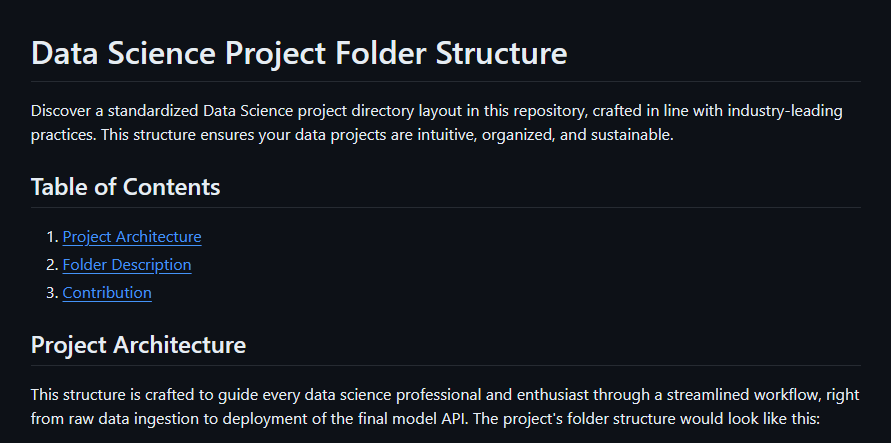 Data Science Project Folder Structure
Discover a standardized Data Science project directory layout in this repository, crafted in line with industry-leading
practices. This structure ensures your data projects are intuitive, organized, and sustainable.
Table of Contents
1. Project Architecture
2. Folder Description
3. Contribution
Project Architecture
This structure is crafted to guide every data science professional and enthusiast through a streamlined workflow, right
from raw data ingestion to deployment of the final model API. The project's folder structure would look like this: